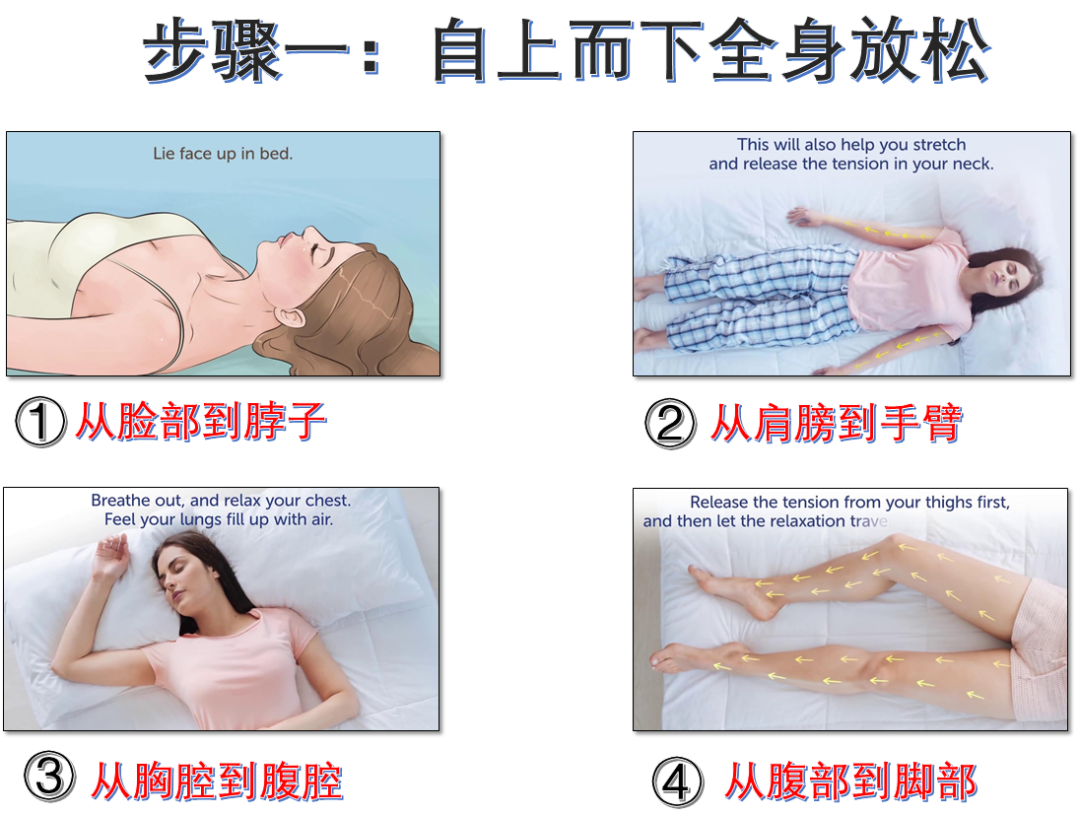 步骤一：自上而下全身放松
Lie face up in bed.
This will also help you stretch
and release the tension in your neck.
① 从脸部到脖子
② 从肩膀到手臂
Breathe out, and relax your chest.
Feel your lungs fill up with air.
Release the tension from your thighs first,
and then let the relaxation trave
③ 从胸腔到腹腔
④ 从腹部到脚部